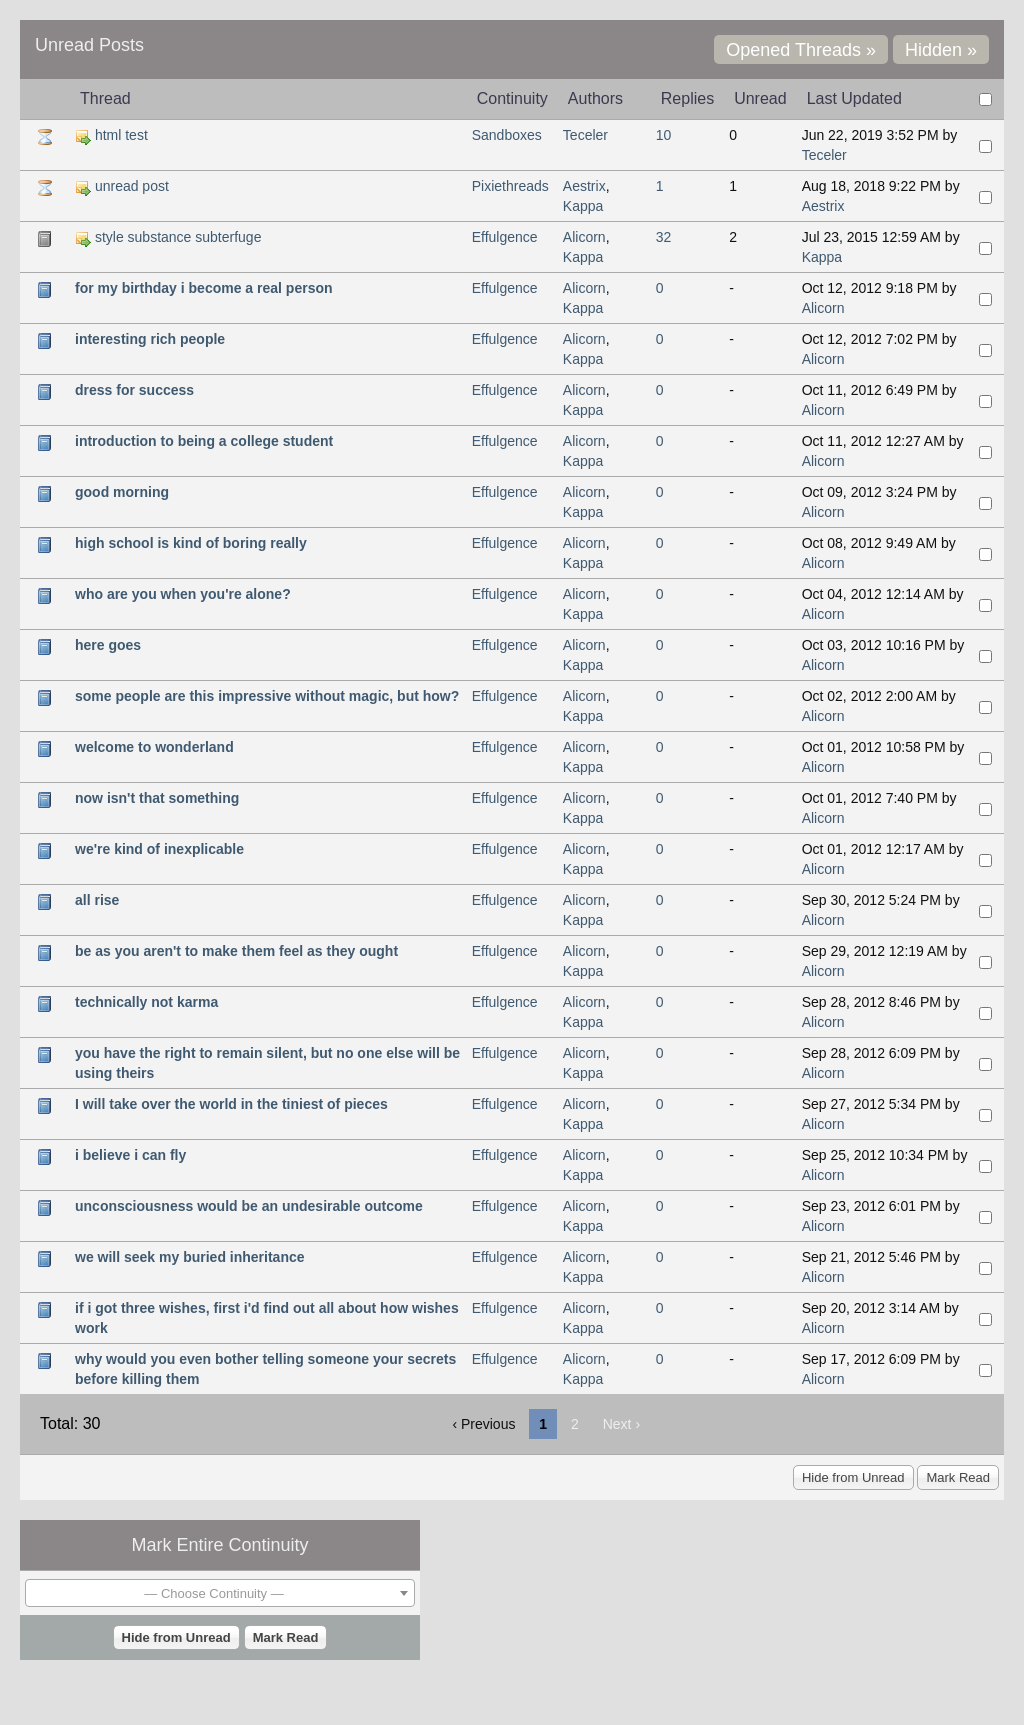 Unread Posts Opened Threads » Hidden »
Thread Continuity Authors Replies Unread Last Updated
html test Sandboxes Teceler 10 0 Jun 22, 2019 3:52 PM by
Teceler
unread post Pixiethreads Aestrix, 1 1 Aug 18, 2018 9:22 PM by
Kappa Aestrix
style substance subterfuge Effulgence Alicorn, 32 2 Jul 23, 2015 12:59 AM by
Kappa Kappa
for my birthday i become a real person Effulgence Alicorn, 0 - Oct 12, 2012 9:18 PM by
Kappa Alicorn
interesting rich people Effulgence Alicorn, 0 - Oct 12, 2012 7:02 PM by
Kappa Alicorn
dress for success Effulgence Alicorn, 0 - Oct 11, 2012 6:49 PM by
Kappa Alicorn
introduction to being a college student Effulgence Alicorn, 0 - Oct 11, 2012 12:27 AM by
Kappa Alicorn
good morning Effulgence Alicorn, 0 - Oct 09, 2012 3:24 PM by
Kappa Alicorn
high school is kind of boring really Effulgence Alicorn, 0 - Oct 08, 2012 9:49 AM by
Kappa Alicorn
who are you when you're alone? Effulgence Alicorn, 0 - Oct 04, 2012 12:14 AM by
Kappa Alicorn
here goes Effulgence Alicorn, 0 - Oct 03, 2012 10:16 PM by
Kappa Alicorn
some people are this impressive without magic, but how? Effulgence Alicorn, 0 - Oct 02, 2012 2:00 AM by
Kappa Alicorn
welcome to wonderland Effulgence Alicorn, 0 - Oct 01, 2012 10:58 PM by
Kappa Alicorn
now isn't that something Effulgence Alicorn, 0 - Oct 01, 2012 7:40 PM by
Kappa Alicorn
we're kind of inexplicable Effulgence Alicorn, 0 - Oct 01, 2012 12:17 AM by
Kappa Alicorn
all rise Effulgence Alicorn, 0 - Sep 30, 2012 5:24 PM by
Kappa Alicorn
be as you aren't to make them feel as they ought Effulgence Alicorn, 0 - Sep 29, 2012 12:19 AM by
Kappa Alicorn
technically not karma Effulgence Alicorn, 0 - Sep 28, 2012 8:46 PM by
Kappa Alicorn
you have the right to remain silent, but no one else will be Effulgence Alicorn, 0 - Sep 28, 2012 6:09 PM by
using theirs Kappa Alicorn
I will take over the world in the tiniest of pieces Effulgence Alicorn, 0 - Sep 27, 2012 5:34 PM by
Kappa Alicorn
i believe i can fly Effulgence Alicorn, 0 - Sep 25, 2012 10:34 PM by
Kappa Alicorn
unconsciousness would be an undesirable outcome Effulgence Alicorn, 0 - Sep 23, 2012 6:01 PM by
Kappa Alicorn
we will seek my buried inheritance Effulgence Alicorn, 0 - Sep 21, 2012 5:46 PM by
Kappa Alicorn
if i got three wishes, first i'd find out all about how wishes Effulgence Alicorn, 0 - Sep 20, 2012 3:14 AM by
work Kappa Alicorn
why would you even bother telling someone your secrets Effulgence Alicorn, 0 - Sep 17, 2012 6:09 PM by
before killing them Kappa Alicorn
Total: 30 ‹ Previous 1 2 Next ›
Hide from Unread Mark Read
Mark Entire Continuity
— Choose Continuity —
Hide from Unread Mark Read